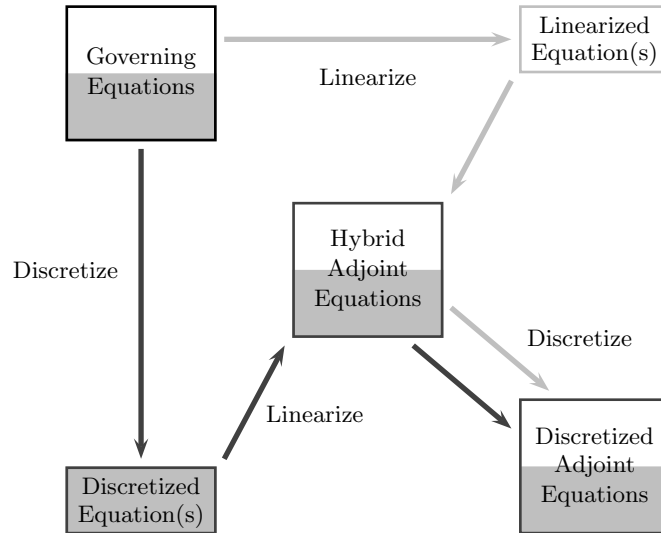 Governing
Equations
Linearize
Linearized
Equation(s)
Hybrid
Adjoint
Equations
Discretize
Discretize
Linearize
Discretized
Adjoint
Equations
Discretized
Equation(s)